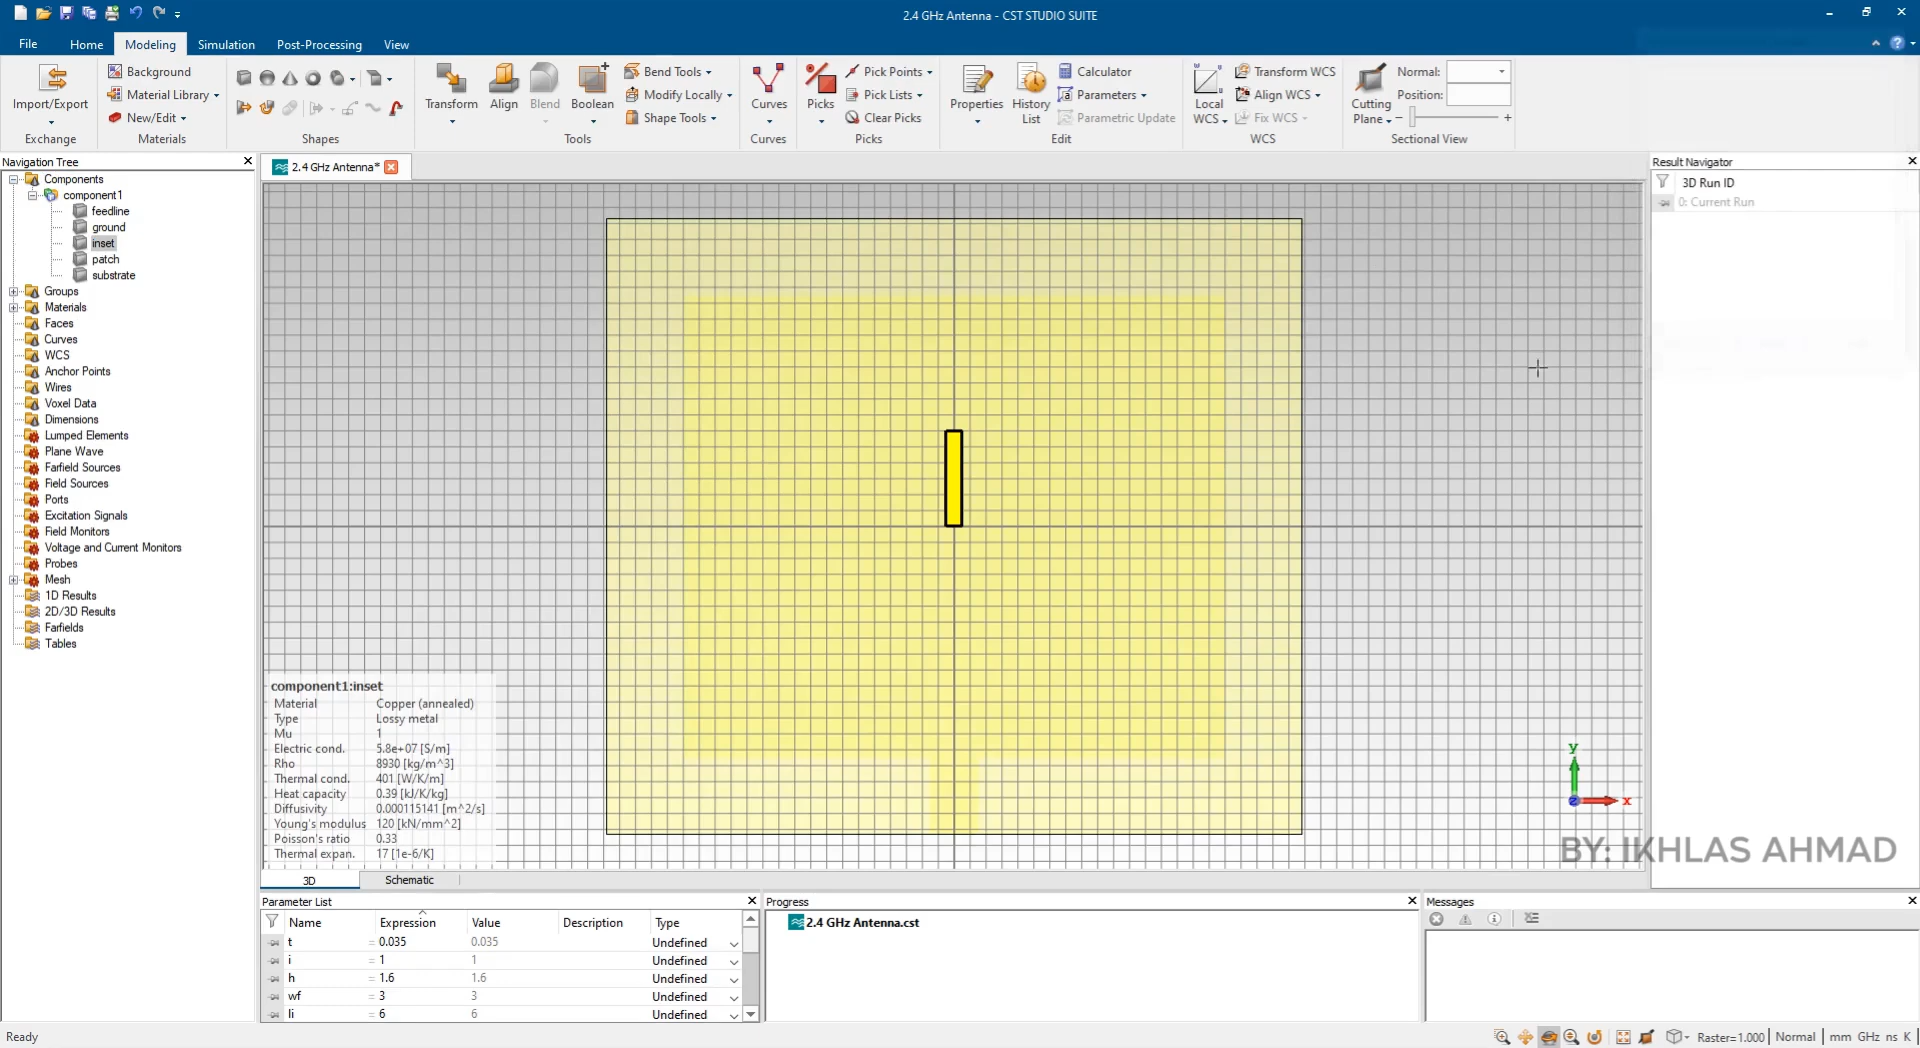 2.4 GHz Antenna - CST STUDIO SUITE
File
Home
Modeling
Simulation
Post-Processing
View
Import/Export
Exchange
Background
Material Library
New/Edit
Materials
Shapes
Transform
Align
Blend
Boolean
Bend Tools
Modify Locally
Shape Tools
Tools
Curves
Curves
Picks
Pick Points
Pick Lists
Clear Picks
Picks
Properties
History List
Calculator
Parameters
Parametric Update
Edit
Local WCS
Transform WCS
Align WCS
Fix WCS
WCS
Cutting Plane
Normal:
Position:
Sectional View
Navigation Tree
Components
component1
feedline
ground
inset
patch
substrate
Groups
Materials
Faces
Curves
WCS
Anchor Points
Wires
Voxel Data
Dimensions
Lumped Elements
Plane Wave
Farfield Sources
Field Sources
Ports
Excitation Signals
Field Monitors
Voltage and Current Monitors
Probes
Mesh
1D Results
2D/3D Results
Farfields
Tables
2.4 GHz Antenna*
component1:inset
Material Copper (annealed)
Type Lossy metal
Mu 1
Electric cond. 5.8e+07 [S/m]
Rho 8930 [kg/m^3]
Thermal cond. 401 [W/K/m]
Heat capacity 0.39 [kJ/K/kg]
Diffusivity 0.000115141 [m^2/s]
Young's modulus 120 [kN/mm^2]
Poisson's ratio 0.33
Thermal expan. 17 [1e-6/K]
y
z
x
BY: IKHLAS AHMAD
3D
Schematic
Result Navigator
3D Run ID
0: Current Run
Parameter List
Name Expression Value Description Type
t = 0.035 0.035 Undefined
i = 1 1 Undefined
h = 1.6 1.6 Undefined
wf = 3 3 Undefined
li = 6 6 Undefined
Progress
2.4 GHz Antenna.cst
Messages
Ready
Raster=1.000 Normal mm GHz ns K